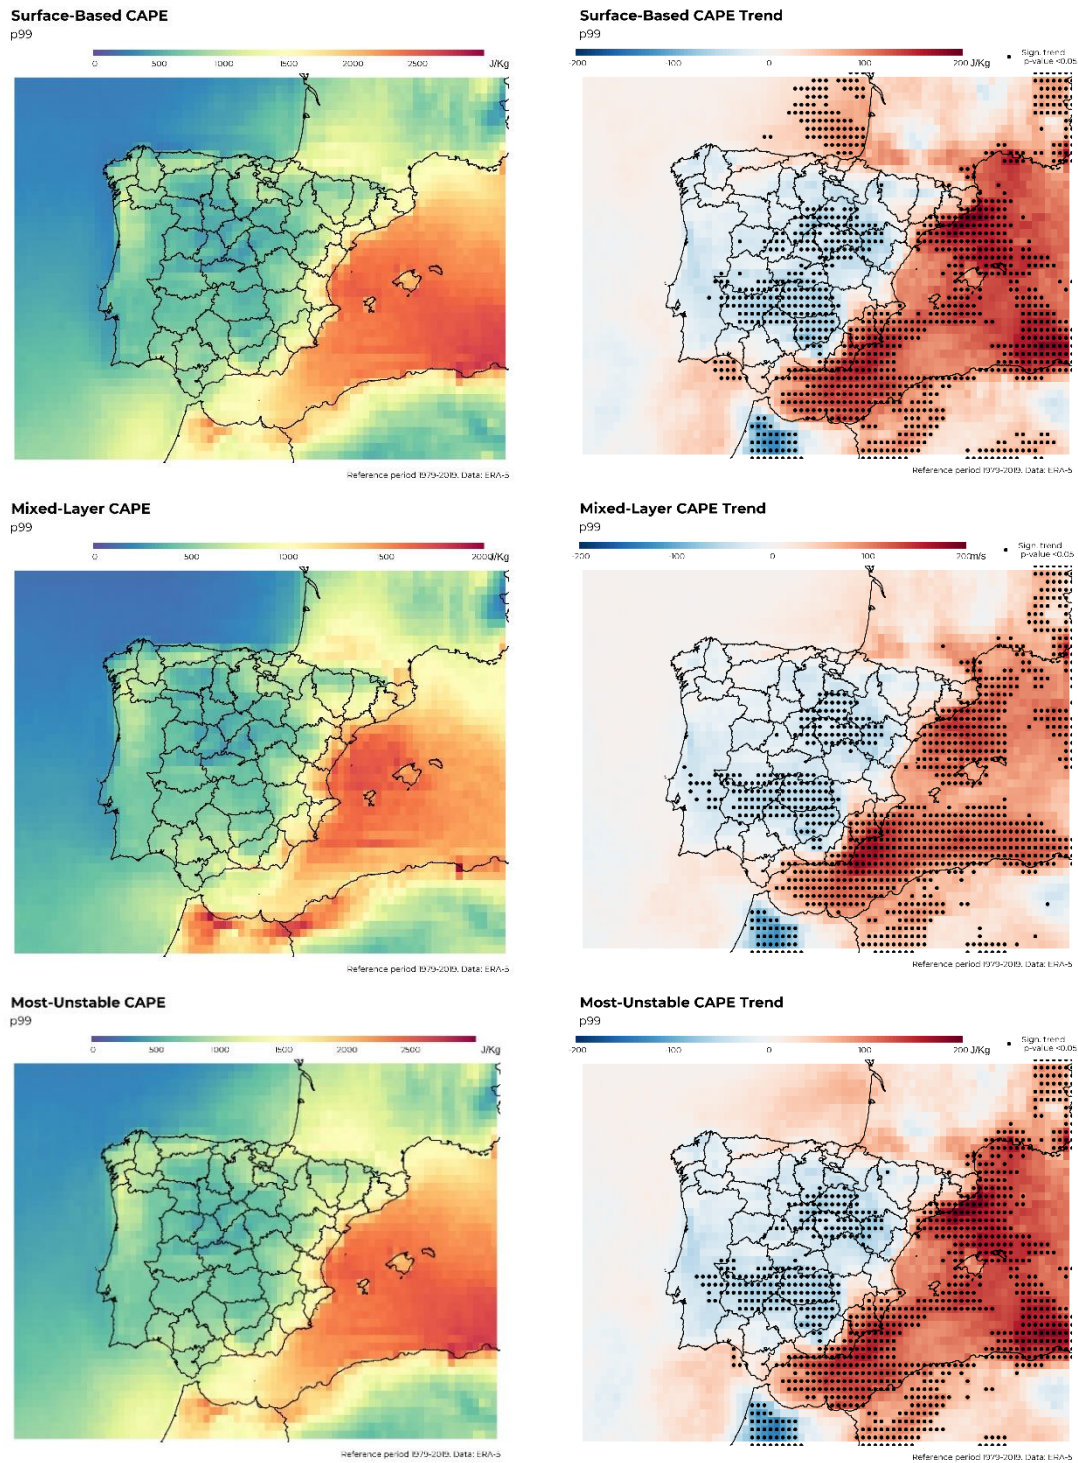 Surface-Based CAPE
p99
0 500 1000 1500 2000 2500 J/Kg
Reference period 1979-2019. Data: ERA-5
Surface-Based CAPE Trend
p99
-200 -100 0 100 200 J/Kg
Sign. trend
p-value <0.05
Reference period 1979-2019. Data: ERA-5
Mixed-Layer CAPE
p99
0 500 1000 1500 2000 J/Kg
Reference period 1979-2019. Data: ERA-5
Mixed-Layer CAPE Trend
p99
-200 -100 0 100 200 m/s
Sign. trend
p-value <0.05
Reference period 1979-2019. Data: ERA-5
Most-Unstable CAPE
p99
0 500 1000 1500 2000 2500 J/Kg
Reference period 1979-2019. Data: ERA-5
Most-Unstable CAPE Trend
p99
-200 -100 0 100 200 J/Kg
Sign. trend
p-value <0.05
Reference period 1979-2019. Data: ERA-5